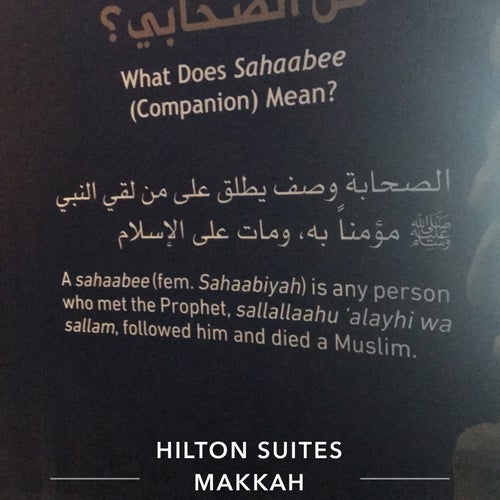 من الصحابي؟
What Does Sahaabee
(Companion) Mean?
الصحابة وصف يطلق على من لقي النبي
ﷺ مؤمناً به، ومات على الإسلام
A sahaabee (fem. Sahaabiyah) is any person
who met the Prophet, sallallaahu ‘alayhi wa
sallam, followed him and died a Muslim.
HILTON SUITES
MAKKAH